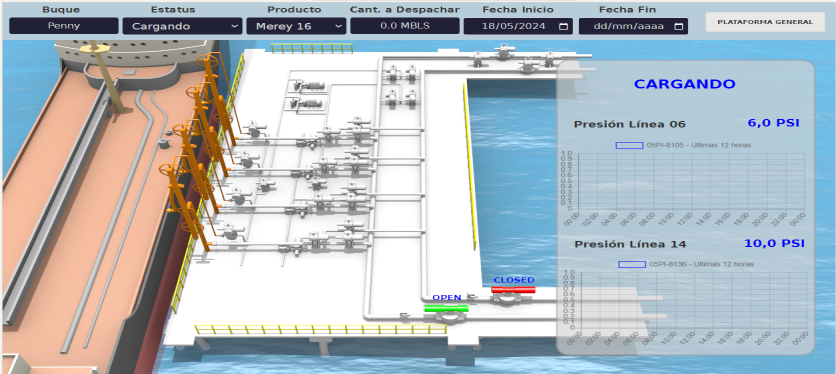 Buque Estatus Producto Cant. a Despachar Fecha Inicio Fecha Fin
Penny Cargando Merey 16 0.0 MBLS 18/05/2024 dd/mm/aaaa PLATAFORMA GENERAL
CARGANDO
Presión Línea 06 6,0 PSI
05PI-8105 - Ultimas 12 horas
1.0
0.9
0.8
0.7
0.6
0.5
0.4
0.3
0.2
0.1
0
00:00 02:00 04:00 06:00 08:00 10:00 12:00 14:00 16:00 18:00 20:00 22:00 00:00
Presión Línea 14 10,0 PSI
05PI-8136 - Ultimas 12 horas
1.0
0.9
0.8
0.7
0.6
0.5
0.4
0.3
0.2
0.1
0
00:00 02:00 04:00 06:00 08:00 10:00 12:00 14:00 16:00 18:00 20:00 22:00 00:00
CLOSED
OPEN